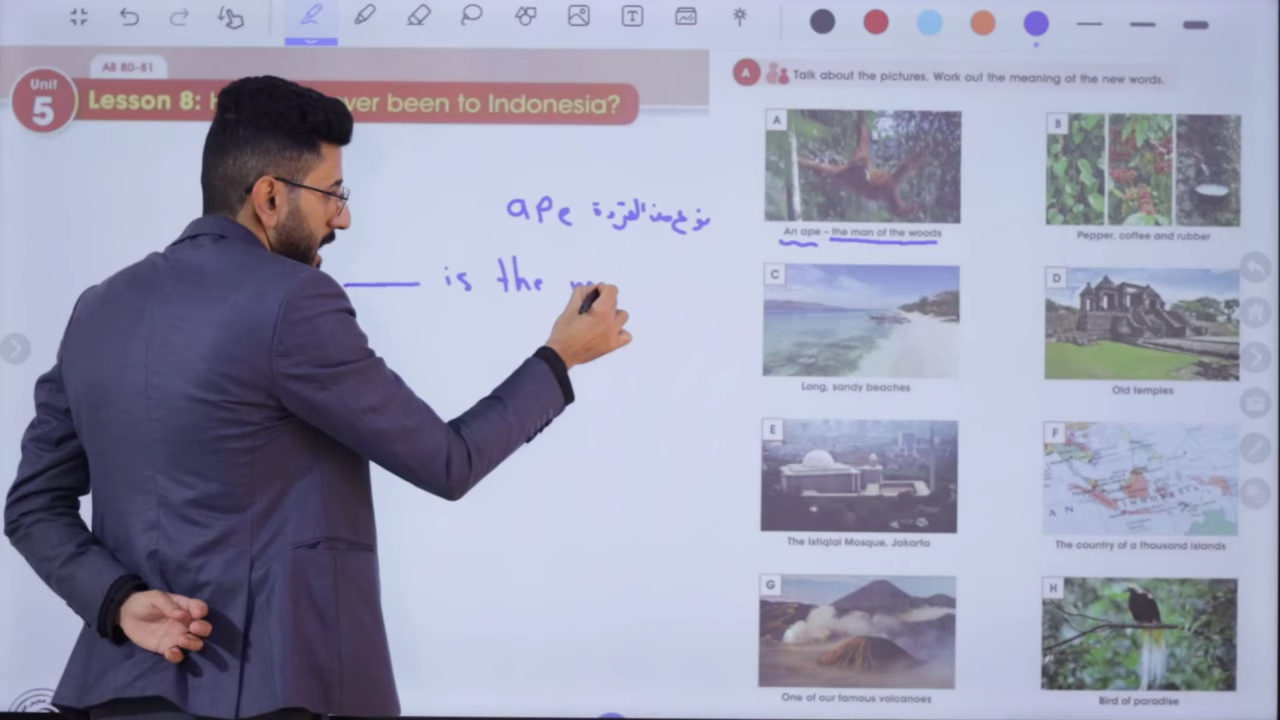 AB 80-81
Unit 5
Lesson 8: ver been to Indonesia?
ape نوع من القردة
____ is the
A Talk about the pictures. Work out the meaning of the new words.
A
An ape – the man of the woods
B
Pepper, coffee and rubber
C
Long, sandy beaches
D
Old temples
E
The Istiqlal Mosque, Jakarta
F
The country of a thousand islands
G
One of our famous volcanoes
H
Bird of paradise